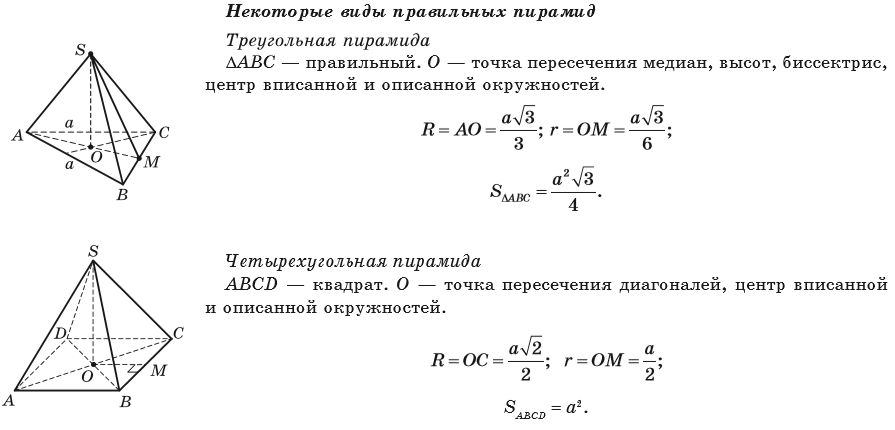 Некоторые виды правильных пирамид
Треугольная пирамида
ΔABC — правильный. O — точка пересечения медиан, высот, биссектрис,
центр вписанной и описанной окружностей.
R = AO = a√3/3; r = OM = a√3/6;
S_ΔABC = a²√3/4.
S
A
a
C
O
a
M
B
Четырехугольная пирамида
ABCD — квадрат. O — точка пересечения диагоналей, центр вписанной
и описанной окружностей.
R = OC = a√2/2; r = OM = a/2;
S_ABCD = a².
S
D
C
O
M
A
B